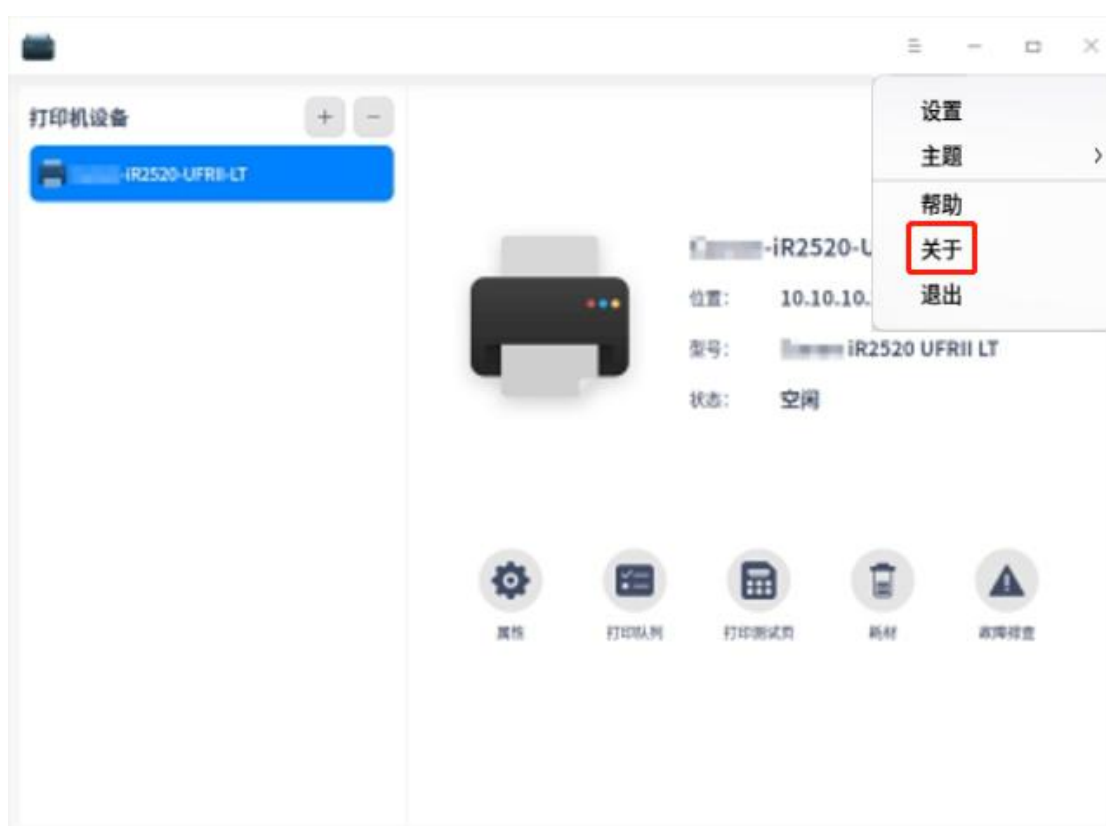 打印机设备
-iR2520-UFRII-LT
设置
主题
帮助
关于
退出
-iR2520-U
位置: 10.10.10.
型号: iR2520 UFRII LT
状态: 空闲
属性
打印队列
打印测试页
耗材
故障排查